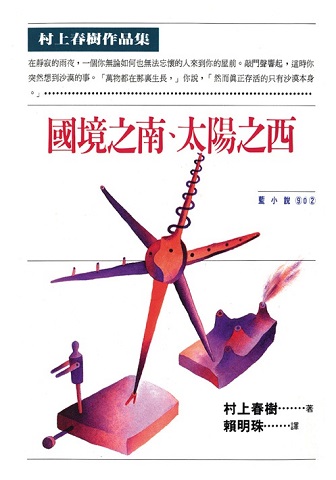 村上春樹作品集
在靜寂的雨夜，一個你無論如何也無法忘懷的人來到你的屋前。敲門聲響起，這時你
突然想到沙漠的事。「萬物都在那裏生長，」你說，「然而眞正存活的只有沙漠本身
。」
國境之南、太陽之西
藍小說 902
村上春樹⋯⋯⋯著
賴明珠⋯⋯⋯譯